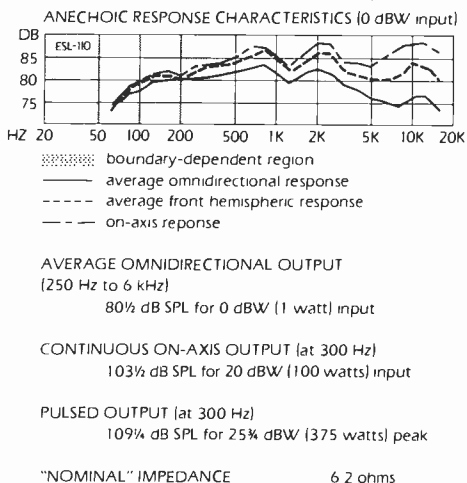 ANECHOIC RESPONSE CHARACTERISTICS (0 dBW input)
DB
ESL-110
85
80
75
HZ 20 50 100 200 500 1K 2K 5K 10K 20K
boundary-dependent region
average omnidirectional response
average front hemispheric response
on-axis reponse
AVERAGE OMNIDIRECTIONAL OUTPUT
(250 Hz to 6 kHz)
80½ dB SPL for 0 dBW (1 watt) input
CONTINUOUS ON-AXIS OUTPUT (at 300 Hz)
103½ dB SPL for 20 dBW (100 watts) input
PULSED OUTPUT (at 300 Hz)
109¼ dB SPL for 25¾ dBW (375 watts) peak
"NOMINAL" IMPEDANCE 6 2 ohms